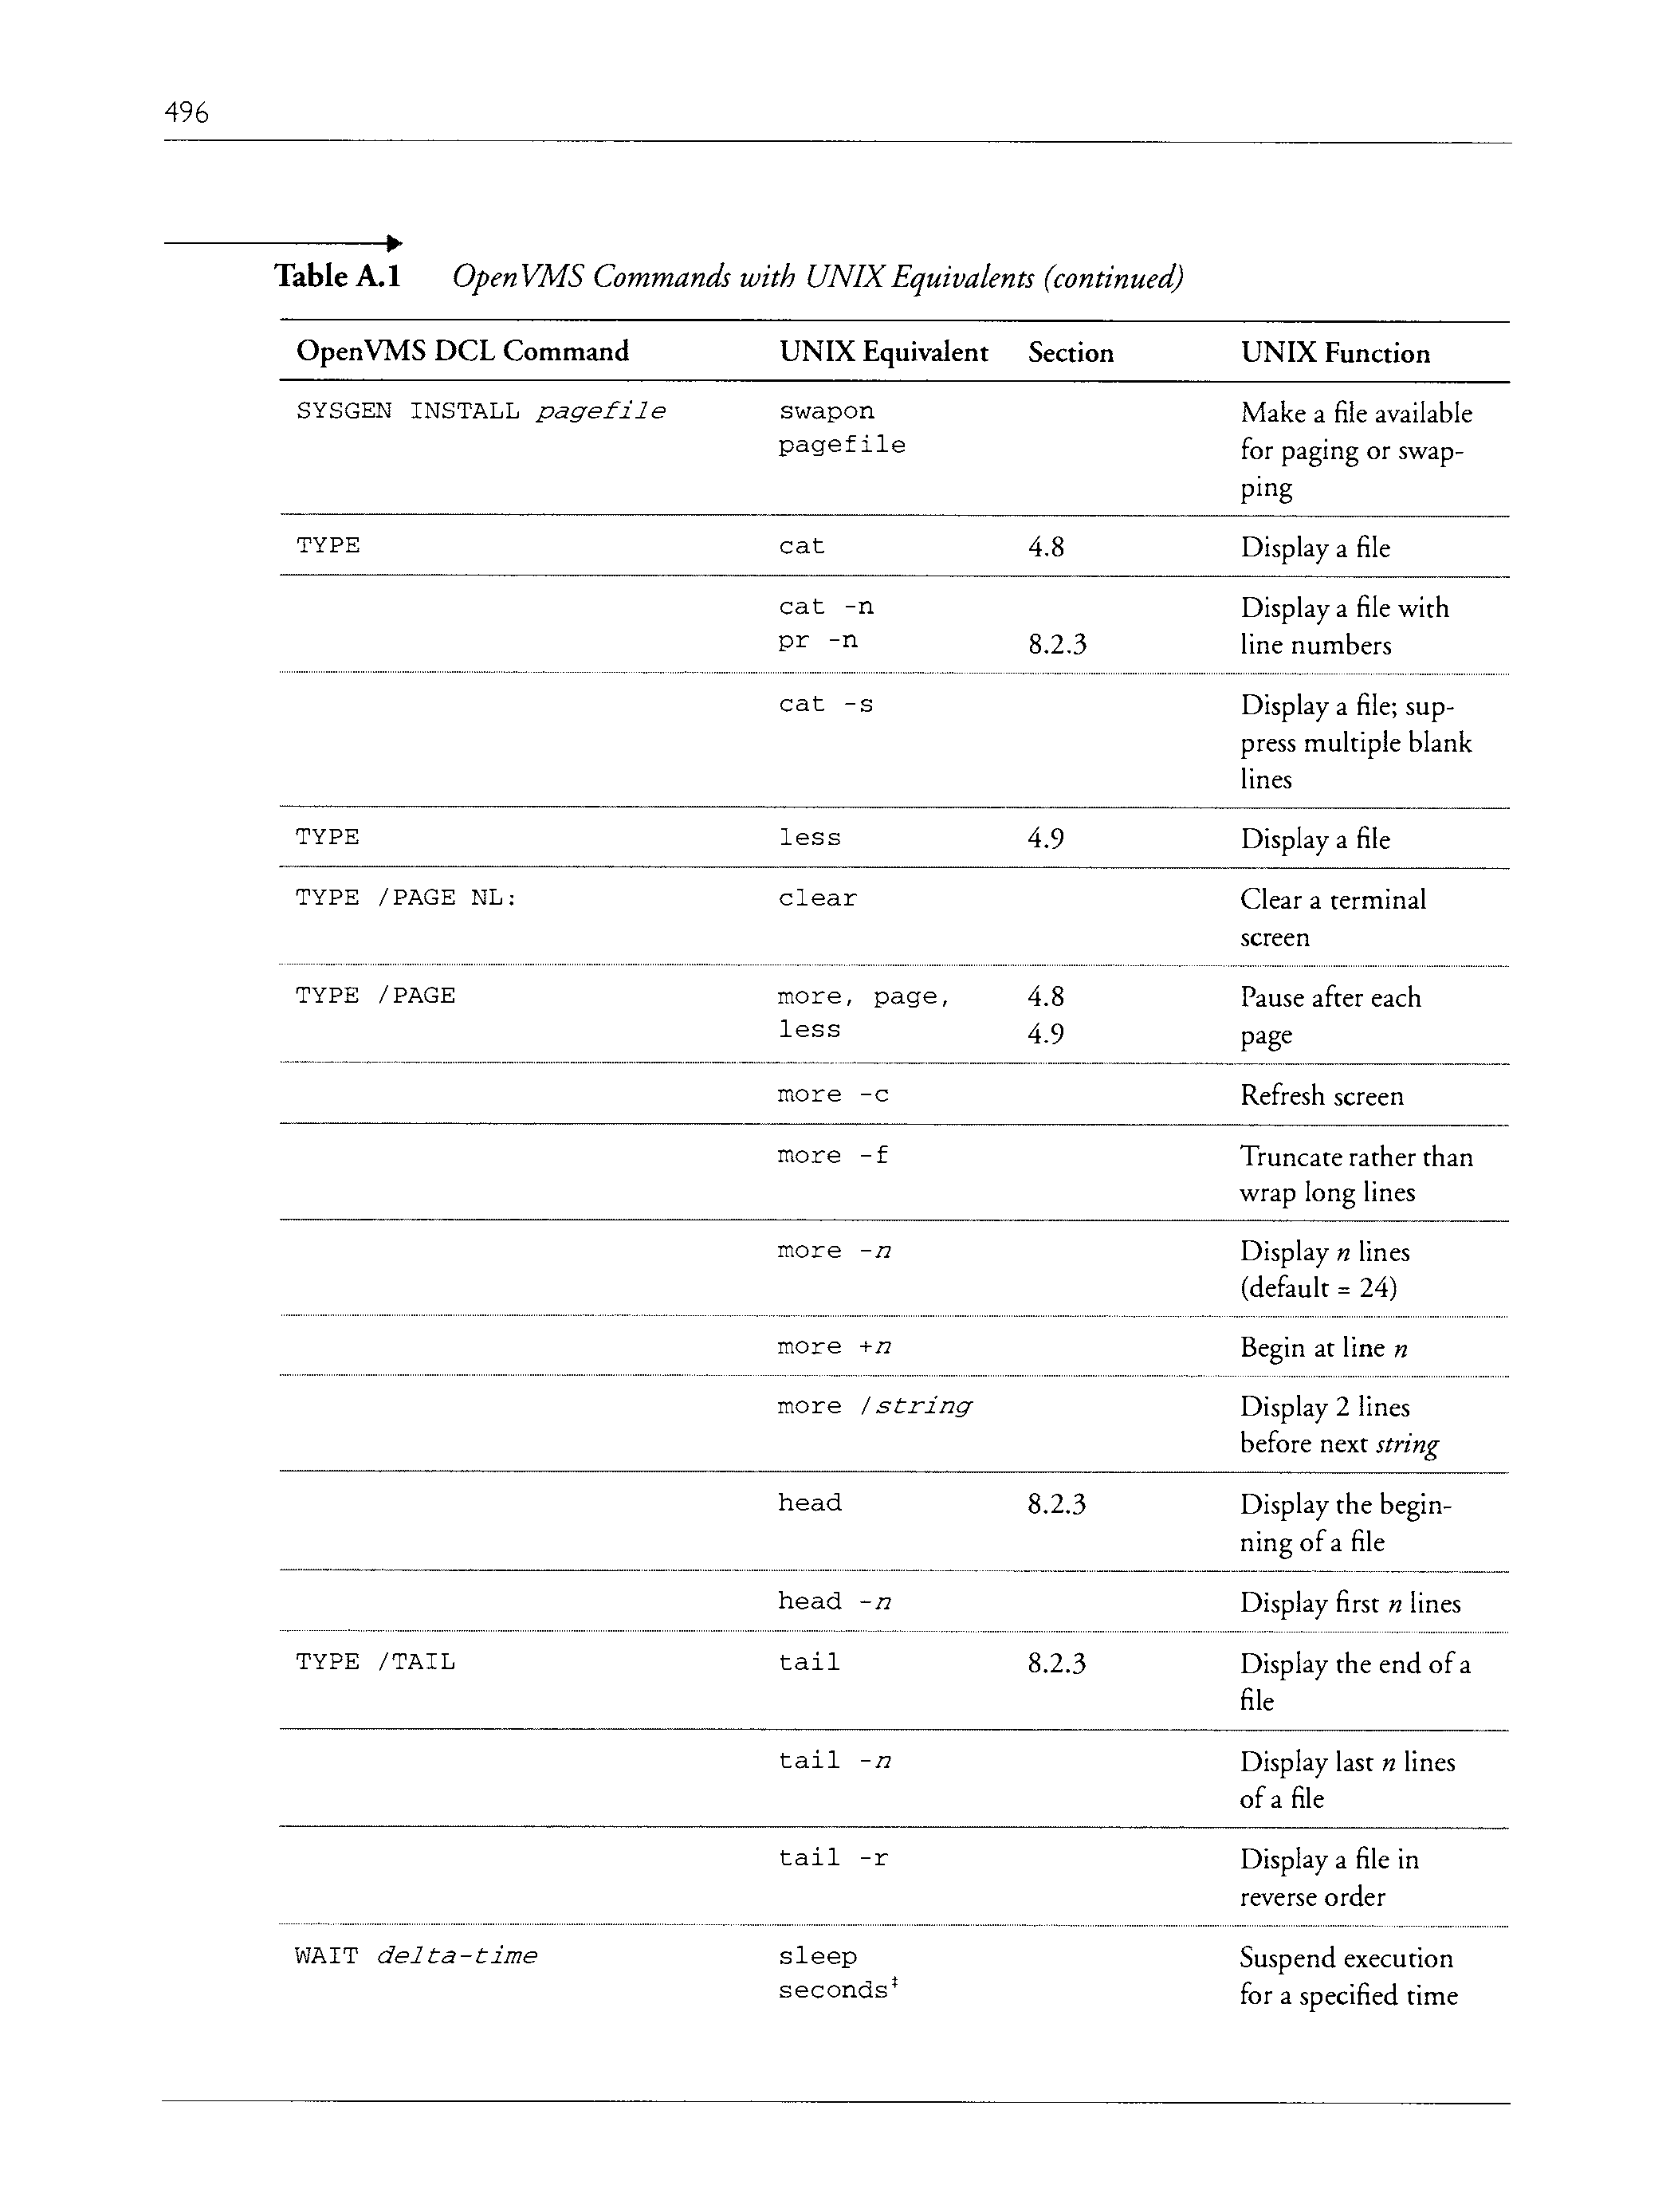 496
Table A.1 OpenVMS Commands with UNIX Equivalents (continued)
OpenVMS DCL Command UNIX Equivalent Section UNIX Function
SYSGEN INSTALL pagefile swapon Make a file available
pagefile for paging or swap-
ping
TYPE cat 4.8 Display a file
cat -n Display a file with
pr -n 8.2.3 line numbers
cat -s Display a file; sup-
press multiple blank
lines
TYPE less 4.9 Display a file
TYPE /PAGE NL: clear Clear a terminal
screen
TYPE /PAGE more, page, 4.8 Pause after each
less 4.9 page
more -c Refresh screen
more -f Truncate rather than
wrap long lines
more -n Display n lines
(default = 24)
more +n Begin at line n
more /string Display 2 lines
before next string
head 8.2.3 Display the begin-
ning of a file
head -n Display first n lines
TYPE /TAIL tail 8.2.3 Display the end of a
file
tail -n Display last n lines
of a file
tail -r Display a file in
reverse order
WAIT delta-time sleep Suspend execution
seconds‡ for a specified time